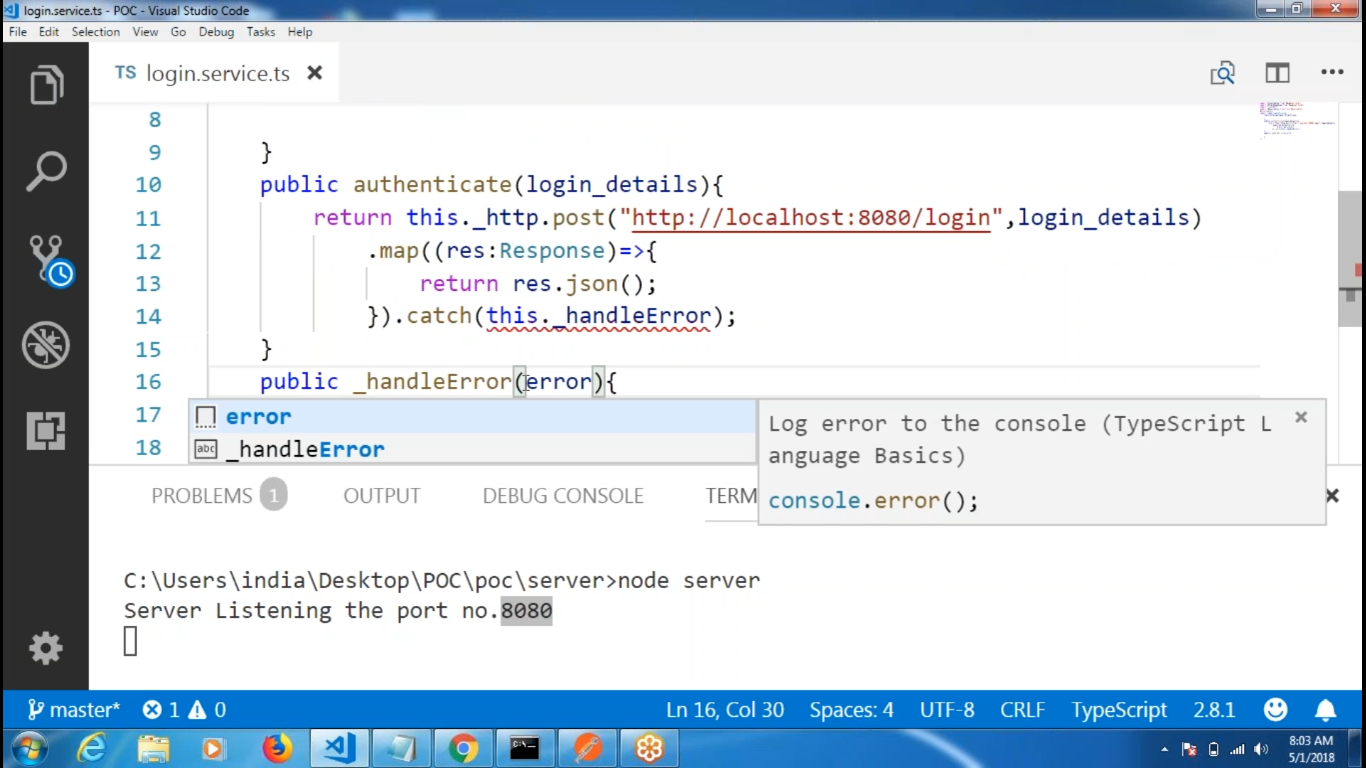 login.service.ts - POC - Visual Studio Code
File Edit Selection View Go Debug Tasks Help
TS login.service.ts
8
9 }
10 public authenticate(login_details){
11 return this._http.post("http://localhost:8080/login",login_details)
12 .map((res:Response)=>{
13 return res.json();
14 }).catch(this._handleError);
15 }
16 public _handleError(error){
17 error
18 _handleError
Log error to the console (TypeScript L
anguage Basics)
console.error();
PROBLEMS 1 OUTPUT DEBUG CONSOLE TERM
C:\Users\india\Desktop\POC\poc\server>node server
Server Listening the port no.8080
master* 1 0 Ln 16, Col 30 Spaces: 4 UTF-8 CRLF TypeScript 2.8.1
8:03 AM
5/1/2018